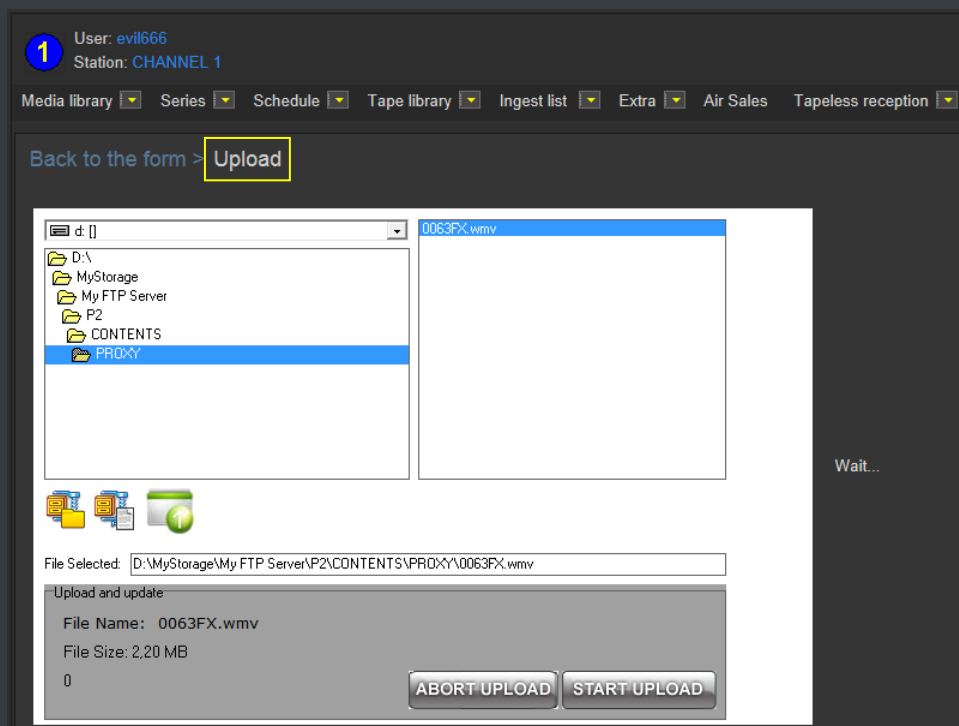 1
User: evil666
Station: CHANNEL 1
Media library Series Schedule Tape library Ingest list Extra Air Sales Tapeless reception
Back to the form > Upload
d: []
0063FX.wmv
D:\
MyStorage
My FTP Server
P2
CONTENTS
PROXY
Wait...
File Selected: D:\MyStorage\My FTP Server\P2\CONTENTS\PROXY\0063FX.wmv
Upload and update
File Name: 0063FX.wmv
File Size: 2,20 MB
0
ABORT UPLOAD START UPLOAD